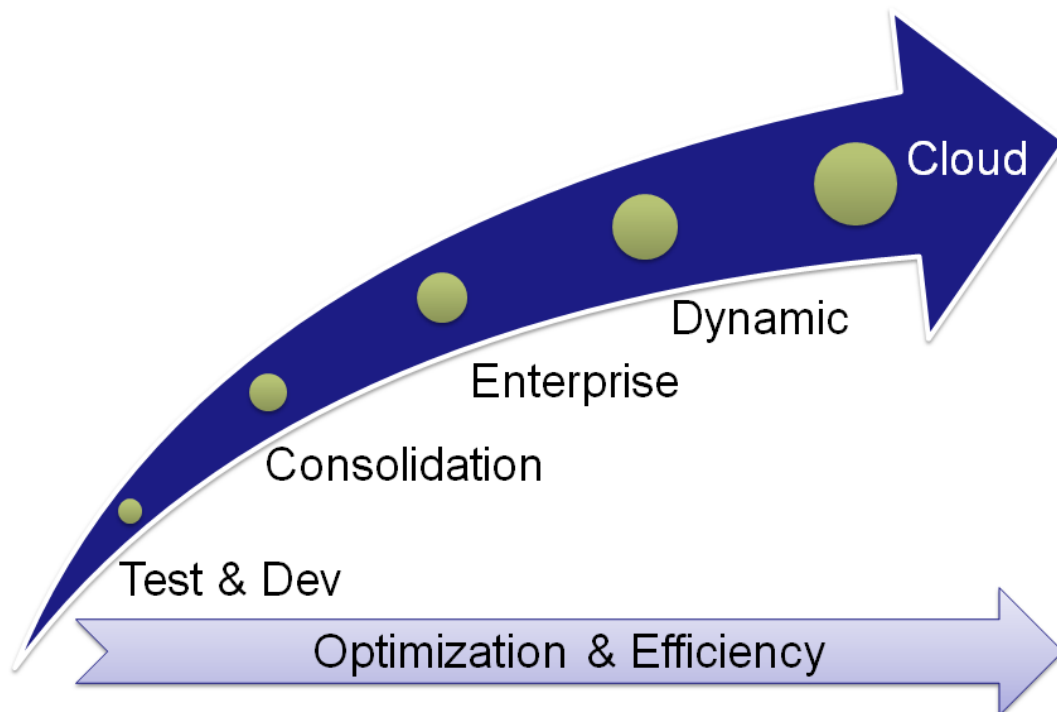 Cloud
Dynamic
Enterprise
Consolidation
Test & Dev
Optimization & Efficiency